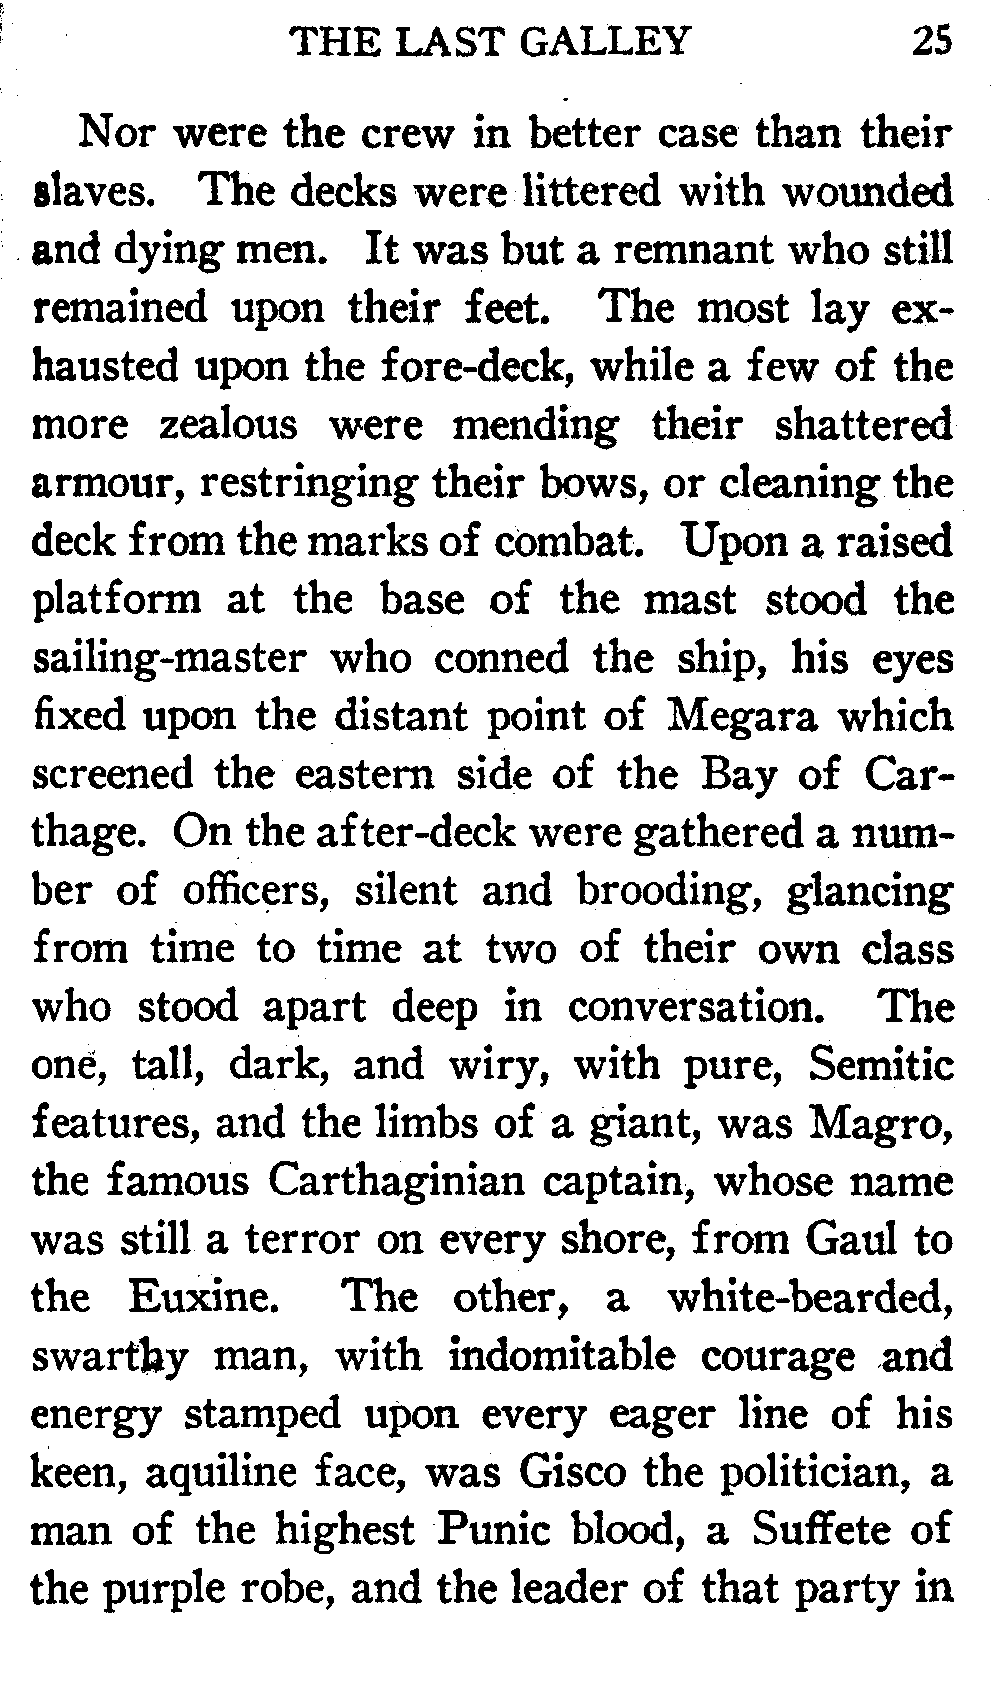 THE LAST GALLEY 25
Nor were the crew in better case than their
slaves. The decks were littered with wounded
and dying men. It was but a remnant who still
remained upon their feet. The most lay ex-
hausted upon the fore-deck, while a few of the
more zealous were mending their shattered
armour, restringing their bows, or cleaning the
deck from the marks of combat. Upon a raised
platform at the base of the mast stood the
sailing-master who conned the ship, his eyes
fixed upon the distant point of Megara which
screened the eastern side of the Bay of Car-
thage. On the after-deck were gathered a num-
ber of officers, silent and brooding, glancing
from time to time at two of their own class
who stood apart deep in conversation. The
one, tall, dark, and wiry, with pure, Semitic
features, and the limbs of a giant, was Magro,
the famous Carthaginian captain, whose name
was still a terror on every shore, from Gaul to
the Euxine. The other, a white-bearded,
swarthy man, with indomitable courage and
energy stamped upon every eager line of his
keen, aquiline face, was Gisco the politician, a
man of the highest Punic blood, a Suffete of
the purple robe, and the leader of that party in